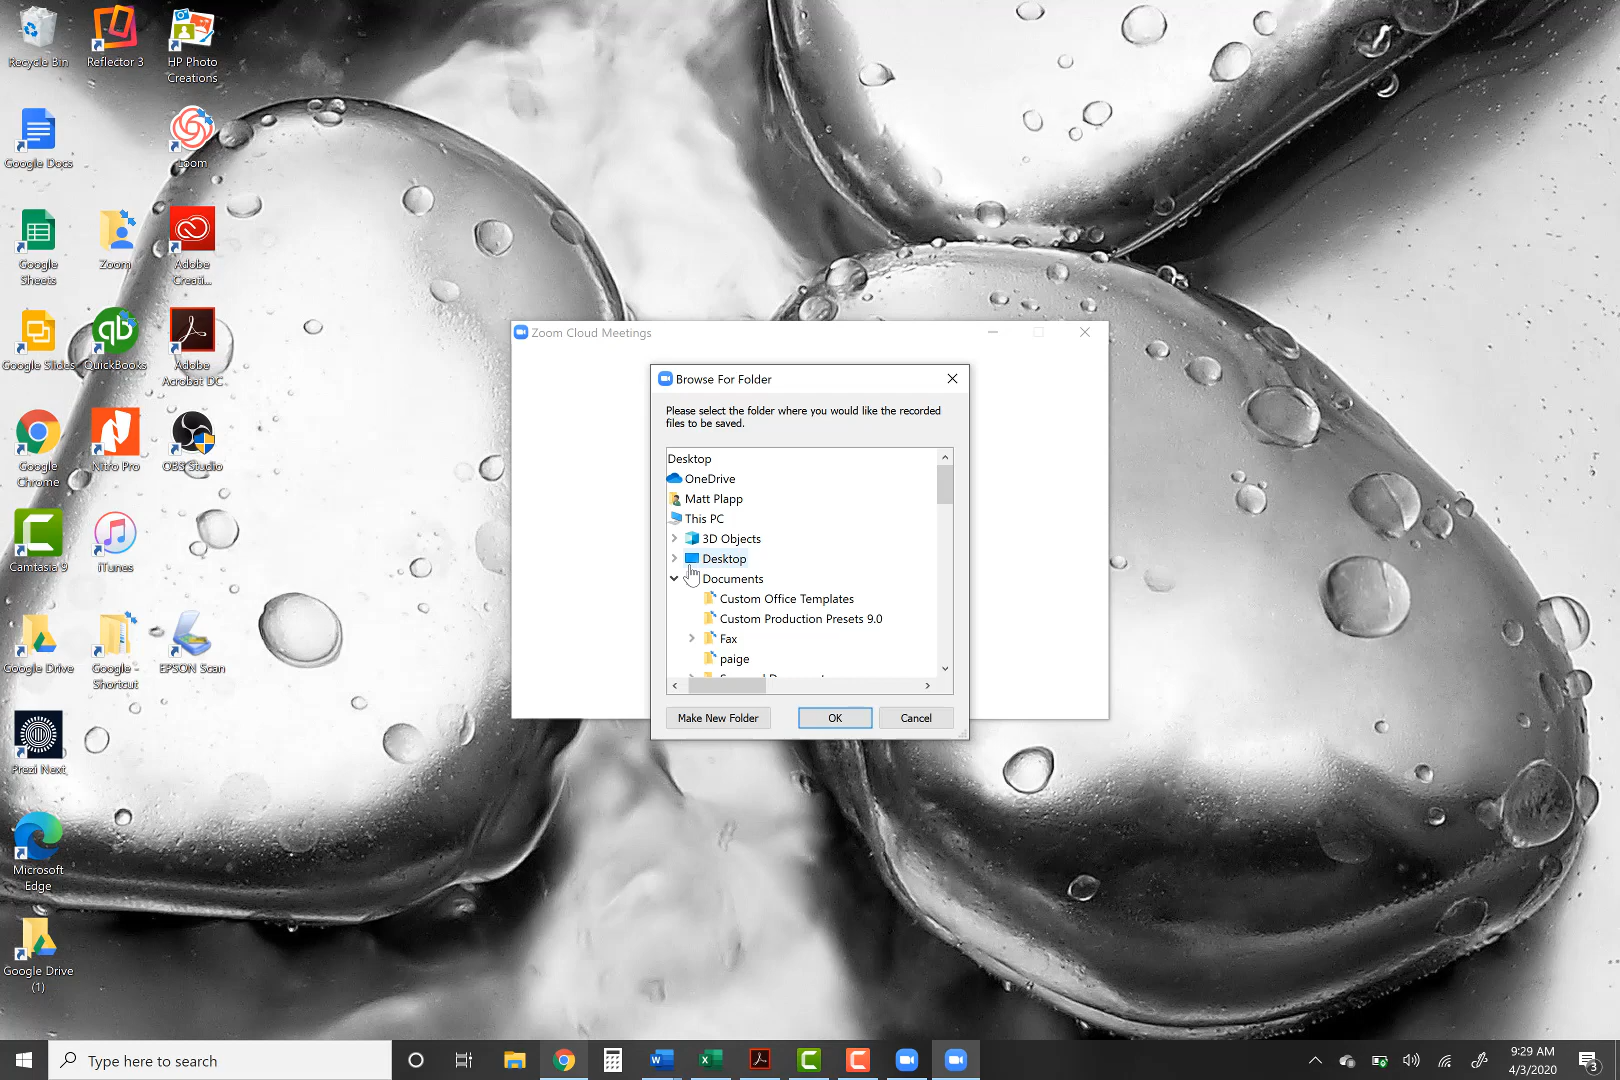 Recycle Bin
Reflector 3
HP Photo
Creations
Google Docs
Loom
Google
Sheets
Zoom
Adobe
Creati...
Google Slides
QuickBooks
Adobe
Acrobat DC
Google
Chrome
Nitro Pro
OBS Studio
Camtasia 9
iTunes
Google Drive
Google -
Shortcut
EPSON Scan
Prezi Next
Microsoft
Edge
Google Drive
(1)
Zoom Cloud Meetings
Browse For Folder
Please select the folder where you would like the recorded
files to be saved.
Desktop
OneDrive
Matt Plapp
This PC
3D Objects
Desktop
Documents
Custom Office Templates
Custom Production Presets 9.0
Fax
paige
Make New Folder
OK
Cancel
Type here to search
9:29 AM
4/3/2020
3